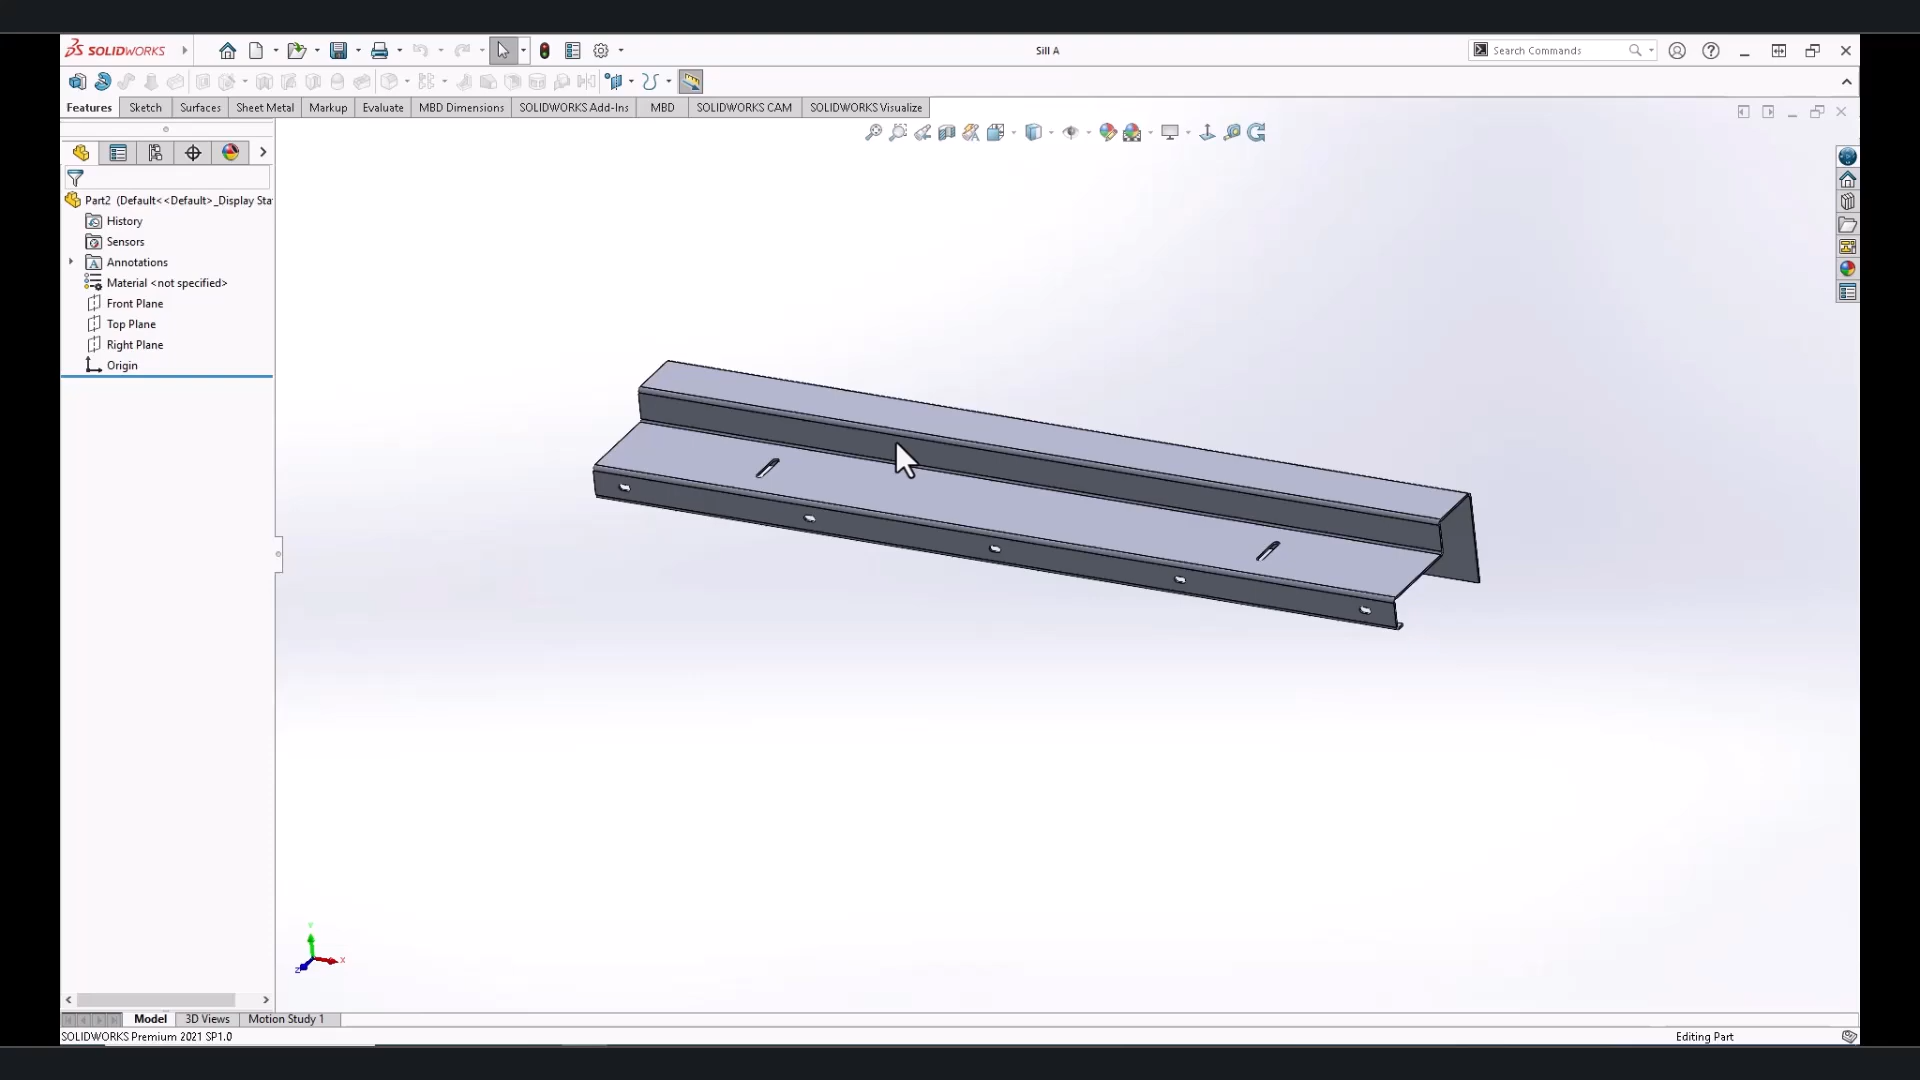 SOLIDWORKS
Sill A
Search Commands
Features
Sketch
Surfaces
Sheet Metal
Markup
Evaluate
MBD Dimensions
SOLIDWORKS Add-Ins
MBD
SOLIDWORKS CAM
SOLIDWORKS Visualize
Part2 (Default<<Default>_Display Sta
History
Sensors
Annotations
Material <not specified>
Front Plane
Top Plane
Right Plane
Origin
Y
X
Z
Model
3D Views
Motion Study 1
SOLIDWORKS Premium 2021 SP1.0
Editing Part